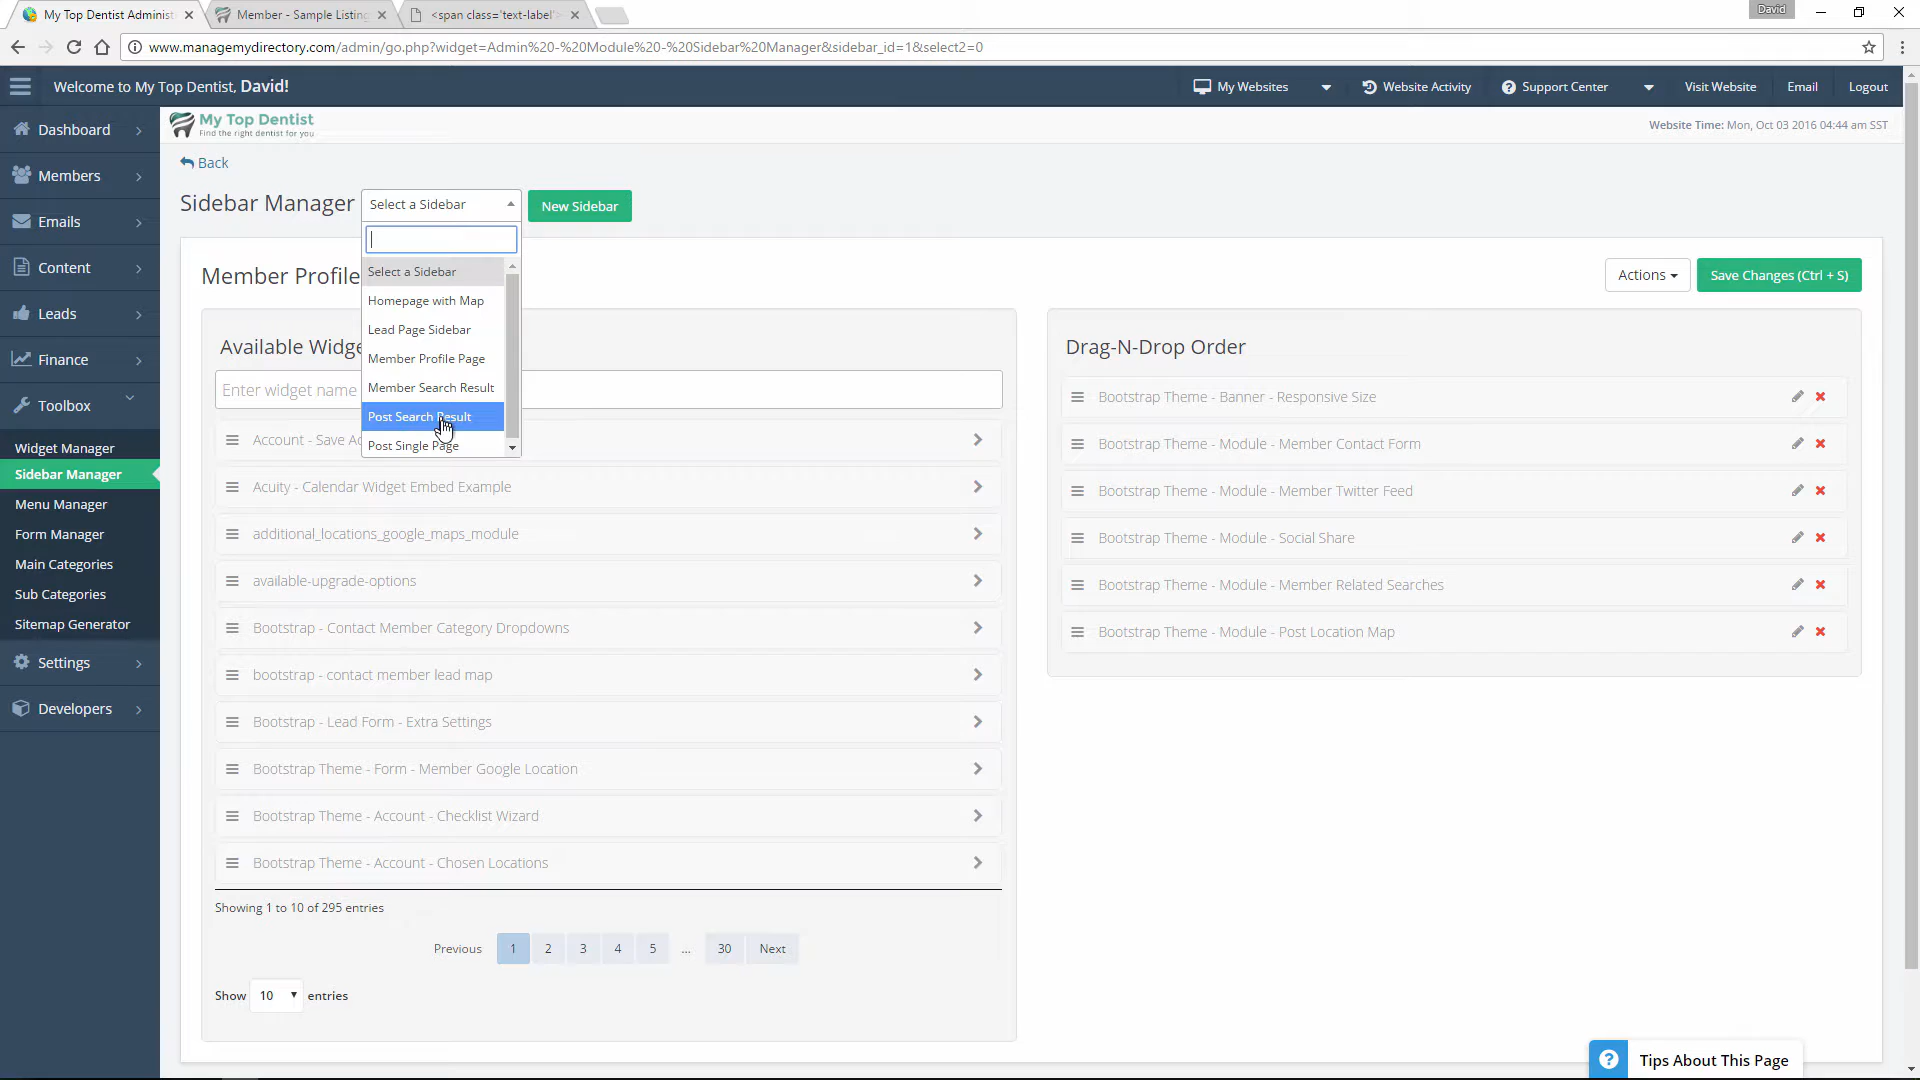 My Top Dentist Administ
Member - Sample Listing
<span class='text-label'>
David
www.managemydirectory.com/admin/go.php?widget=Admin%20-%20Module%20-%20Sidebar%20Manager&sidebar_id=1&select2=0
Welcome to My Top Dentist, David!
My Websites
Website Activity
Support Center
Visit Website
Email
Logout
My Top Dentist
Find the right dentist for you
Website Time: Mon, Oct 03 2016 04:44 am SST
Dashboard
Members
Emails
Content
Leads
Finance
Toolbox
Widget Manager
Sidebar Manager
Menu Manager
Form Manager
Main Categories
Sub Categories
Sitemap Generator
Settings
Developers
Back
Sidebar Manager
Select a Sidebar
New Sidebar
Select a Sidebar
Homepage with Map
Lead Page Sidebar
Member Profile Page
Member Search Result
Post Search Result
Post Single Page
Member Profile
Actions
Save Changes (Ctrl + S)
Available Widge
Enter widget name
Account - Save Ac
Acuity - Calendar Widget Embed Example
additional_locations_google_maps_module
available-upgrade-options
Bootstrap - Contact Member Category Dropdowns
bootstrap - contact member lead map
Bootstrap - Lead Form - Extra Settings
Bootstrap Theme - Form - Member Google Location
Bootstrap Theme - Account - Checklist Wizard
Bootstrap Theme - Account - Chosen Locations
Showing 1 to 10 of 295 entries
Previous 1 2 3 4 5 ... 30 Next
Show 10 entries
Drag-N-Drop Order
Bootstrap Theme - Banner - Responsive Size
Bootstrap Theme - Module - Member Contact Form
Bootstrap Theme - Module - Member Twitter Feed
Bootstrap Theme - Module - Social Share
Bootstrap Theme - Module - Member Related Searches
Bootstrap Theme - Module - Post Location Map
Tips About This Page